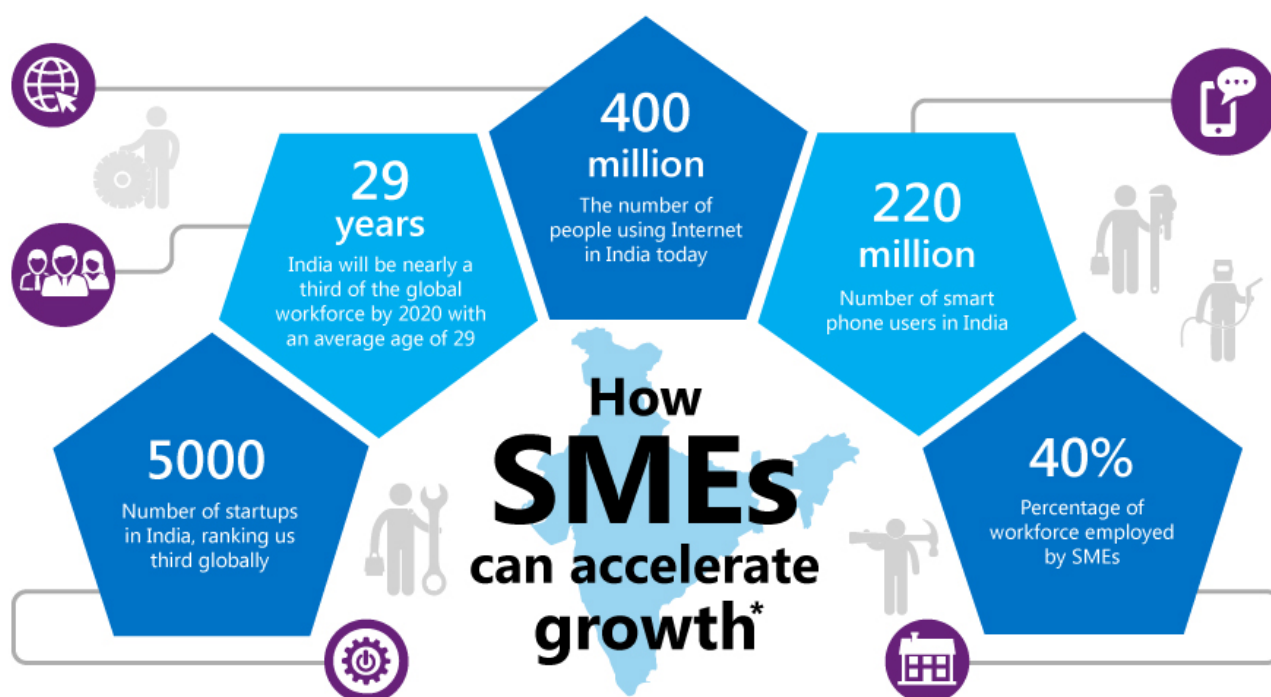 5000
Number of startups
in India, ranking us
third globally
29
years
India will be nearly a
third of the global
workforce by 2020 with
an average age of 29
400
million
The number of
people using Internet
in India today
220
million
Number of smart
phone users in India
40%
Percentage of
workforce employed
by SMEs
How
SMEs
can accelerate
growth*